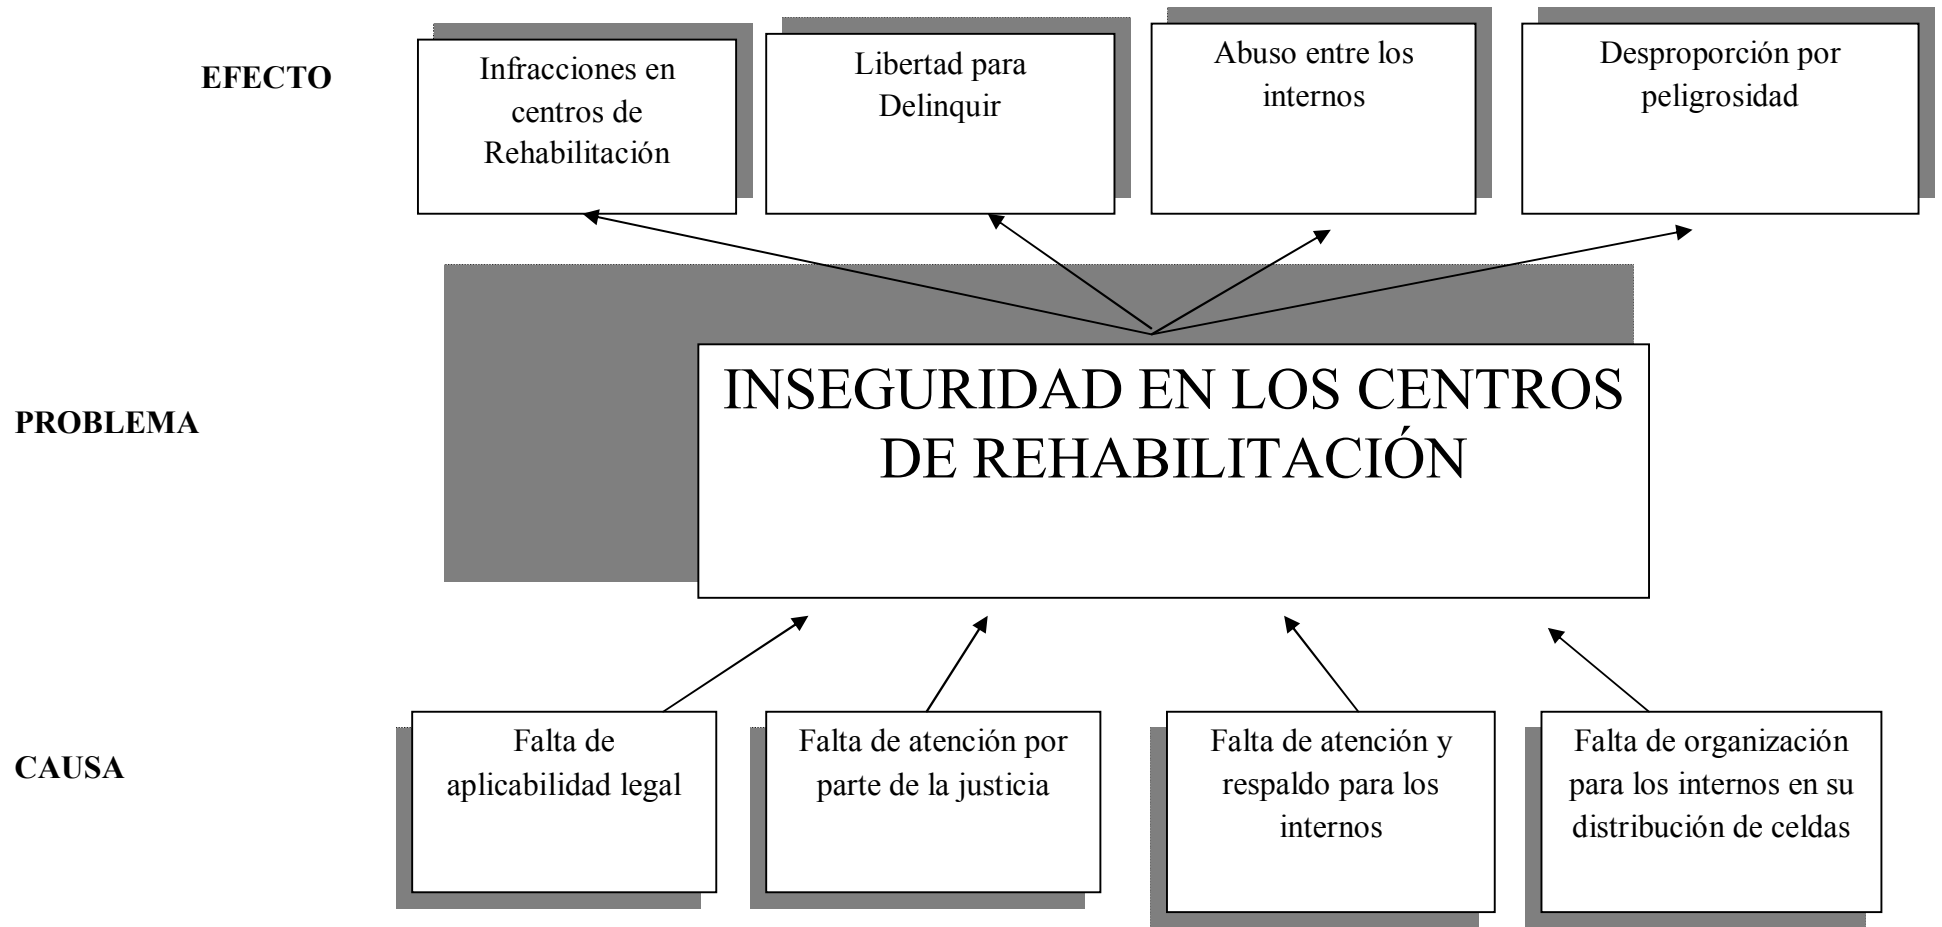 EFECTO
Infracciones en
centros de
Rehabilitación
Libertad para
Delinquir
Abuso entre los
internos
Desproporción por
peligrosidad
PROBLEMA
INSEGURIDAD EN LOS CENTROS
DE REHABILITACIÓN
CAUSA
Falta de
aplicabilidad legal
Falta de atención por
parte de la justicia
Falta de atención y
respaldo para los
internos
Falta de organización
para los internos en su
distribución de celdas